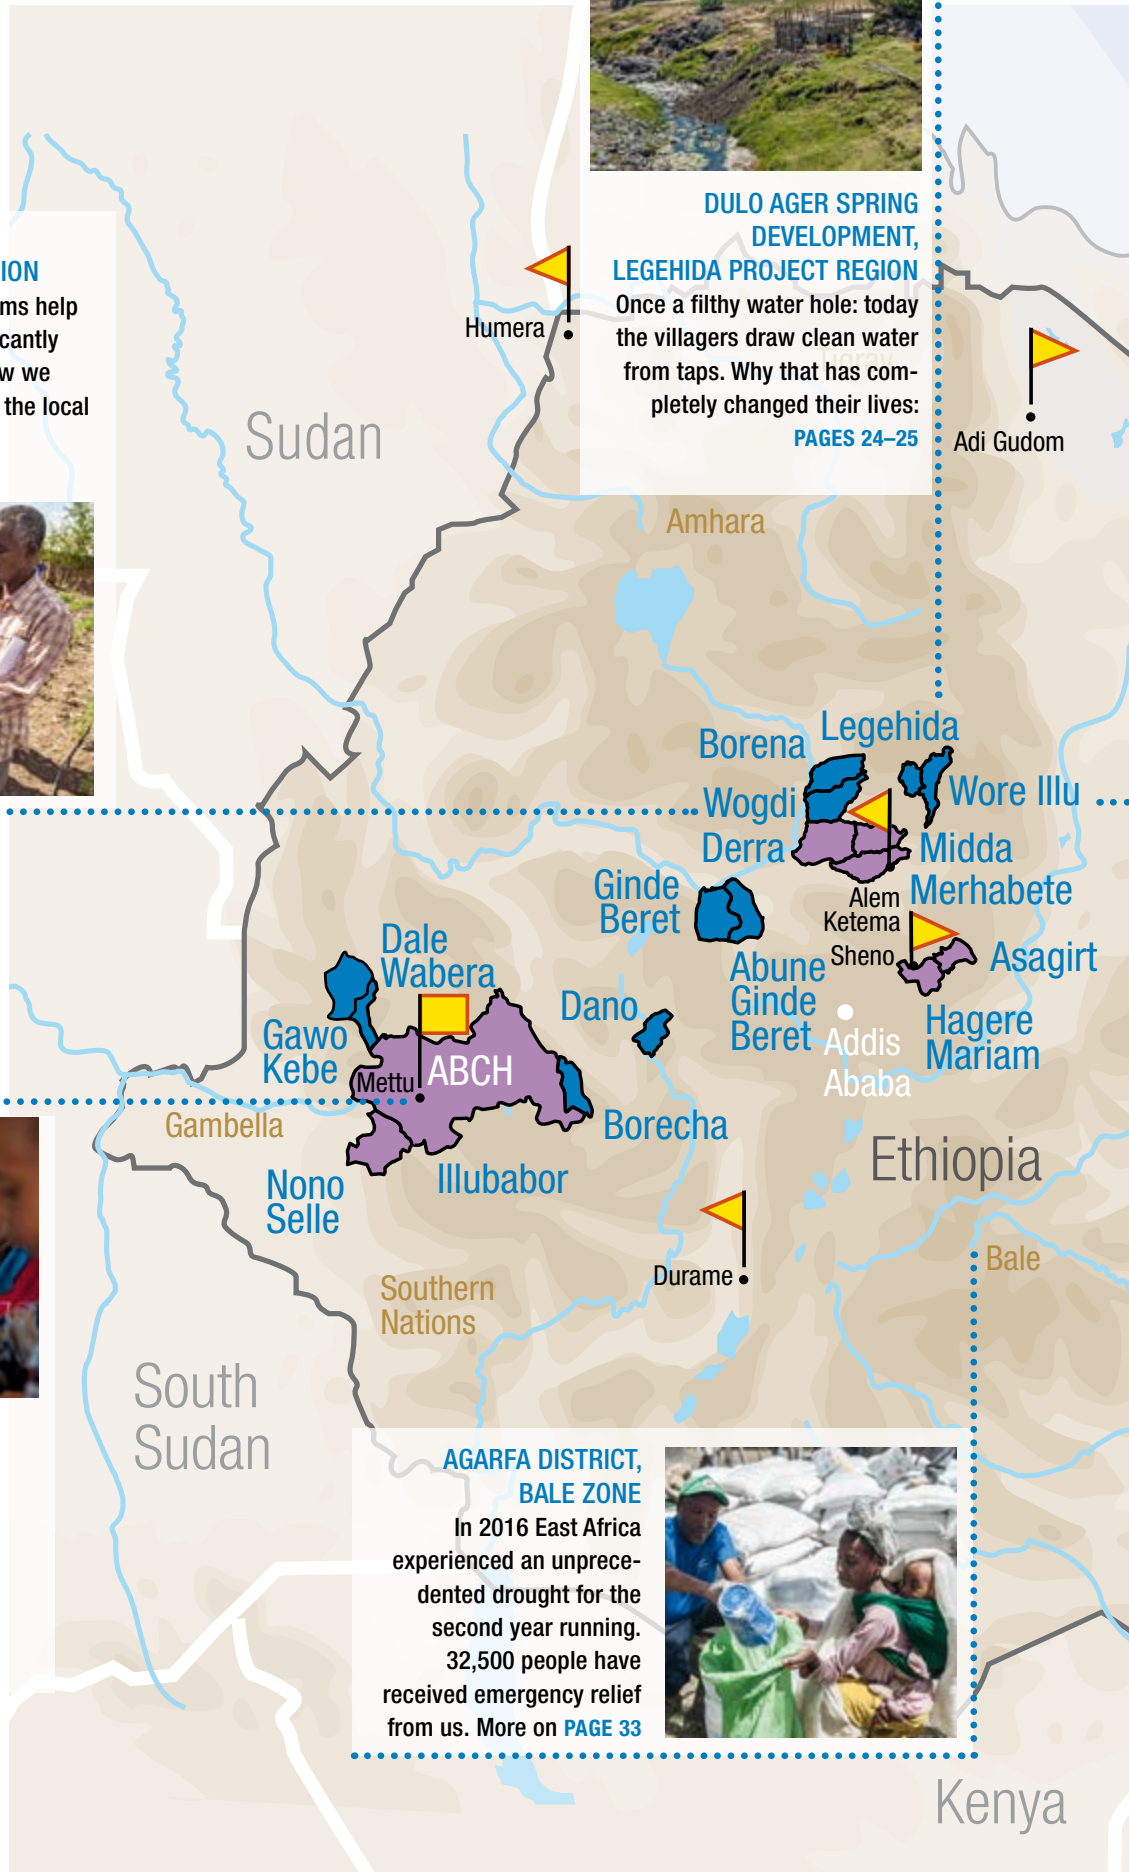 DULO AGER SPRING
DEVELOPMENT,
LEGEHIDA PROJECT REGION
Once a filthy water hole: today
the villagers draw clean water
from taps. Why that has com-
pletely changed their lives:
PAGES 24–25
ION
ms help
cantly
w we
the local
Humera
Tigray
Adi Gudom
Sudan
Amhara
Legehida
Borena
Wogdi
Wore Illu
Derra
Midda
Merhabete
Alem
Ketema
Ginde
Beret
Sheno
Asagirt
Abune
Ginde
Beret
Hagere
Mariam
Addis
Ababa
Dale
Wabera
Dano
Gawo
Kebe
Mettu
ABCH
Gambella
Borecha
Ethiopia
Nono
Selle
Illubabor
Bale
Durame
Southern
Nations
South
Sudan
AGARFA DISTRICT,
BALE ZONE
In 2016 East Africa
experienced an unprece-
dented drought for the
second year running.
32,500 people have
received emergency relief
from us. More on PAGE 33
Kenya